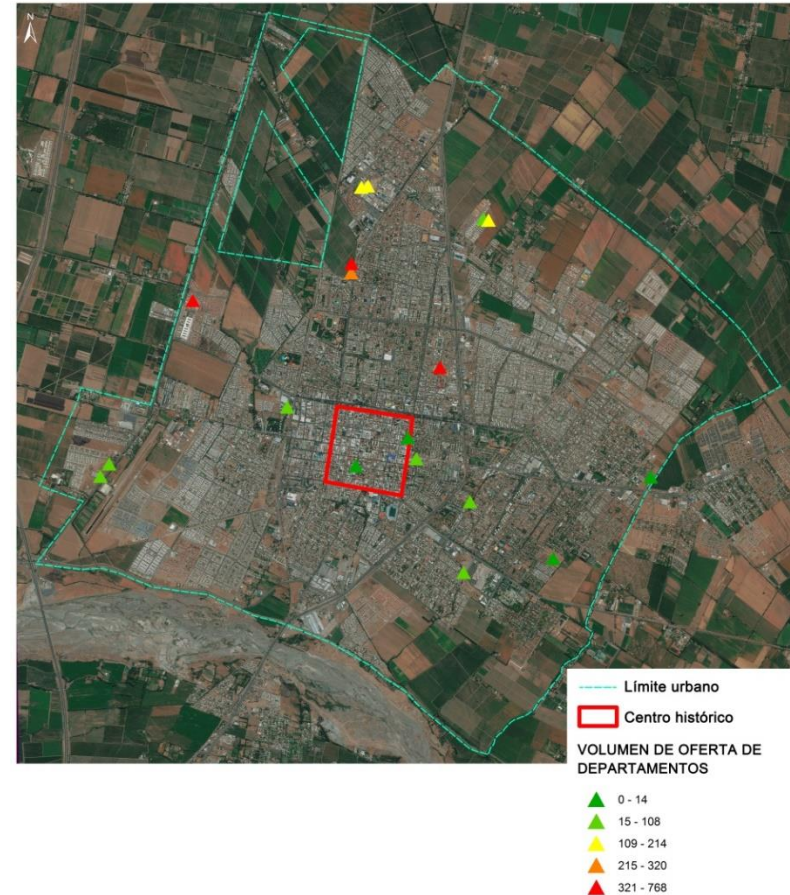 N
Límite urbano
Centro histórico
VOLUMEN DE OFERTA DE
DEPARTAMENTOS
0 - 14
15 - 108
109 - 214
215 - 320
321 - 768